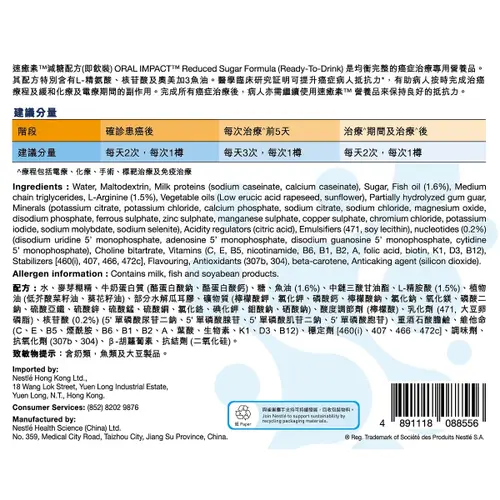 速癒素™減糖配方(即飲裝) ORAL IMPACT™ Reduced Sugar Formula (Ready-To-Drink) 是均衡完整的癌症治療專用營養品。
其配方特別含有L-精氨酸、核苷酸及奧美加3魚油。醫學臨床研究証明可提升癌症病人抵抗力*，有助病人按時完成治癌
療程及緩和化療及電療期間的副作用。完成所有癌症治療後，病人亦需繼續使用速癒素™ 營養品來保持良好的抵抗力。
建議分量
階段 確診患癌後 每次治療^前5天 治療^期間及治療^後
建議分量 每天2次，每次1樽 每天3次，每次1樽 每天2次，每次1樽
^療程包括電療、化療、手術、標靶治療及免疫治療
Ingredients : Water, Maltodextrin, Milk proteins (sodium caseinate, calcium caseinate), Sugar, Fish oil (1.6%), Medium
chain triglycerides, L-Arginine (1.5%), Vegetable oils (Low erucic acid rapeseed, sunflower), Partially hydrolyzed gum guar,
Minerals (potassium citrate, potassium chloride, calcium phosphate, sodium citrate, sodium chloride, magnesium oxide,
disodium phosphate, ferrous sulphate, zinc sulphate, manganese sulphate, copper sulphate, chromium chloride, potassium
iodide, sodium molybdate, sodium selenite), Acidity regulators (citric acid), Emulsifiers (471, soy lecithin), nucleotides (0.2%)
(disodium uridine 5' monophosphate, adenosine 5' monophosphate, disodium guanosine 5' monophosphate, cytidine
5' monophosphate), Choline bitartrate, Vitamins (C, E, B5, nicotinamide, B6, B1, B2, A, folic acid, biotin, K1, D3, B12),
Stabilizers [460(i), 407, 466, 472c], Flavouring, Antioxidants (307b, 304), beta-carotene, Anticaking agent (silicon dioxide).
Allergen information : Contains milk, fish and soyabean products.
配方：水、麥芽糊精、牛奶蛋白質 (酪蛋白酸鈉, 酪蛋白酸鈣)、糖、魚油 (1.6%)、中鏈三酸甘油酯、L-精胺酸 (1.5%)、植物
油 (低芥酸菜籽油、葵花籽油)、部分水解瓜耳膠、礦物質 (檸檬酸鉀、氯化鉀、磷酸鈣、檸檬酸鈉、氯化鈉、氧化鎂、磷酸二
鈉、硫酸亞鐵、硫酸鋅、硫酸錳、硫酸銅、氯化鉻、碘化鉀、鉬酸鈉、硒酸鈉)、酸度調節劑 (檸檬酸)、乳化劑 (471, 大豆卵
磷脂)、核苷酸 (0.2%) (5' 單磷酸尿苷二鈉、5' 單磷酸腺苷、5' 單磷酸鳥苷二鈉、5' 單磷酸胞苷)、重酒石酸膽鹼、維他命
(C、E、B5、煙醯胺、B6、B1、B2、A、葉酸、生物素、K1、D3、B12)、穩定劑 [460(i)、407、466、472c]、調味劑、
抗氧化劑 (307b、304)、β-胡蘿蔔素、抗結劑 (二氧化硅)。
致敏物提示：含奶類、魚類及大豆製品。
Imported by:
Nestlé Hong Kong Ltd.,
18 Wang Lok Street, Yuen Long Industrial Estate,
Yuen Long, N.T., Hong Kong.
Consumer Services: (852) 8202 9876
Manufactured by:
Nestlé Health Science (China) Ltd.
No. 359, Medical City Road, Taizhou City, Jiang Su Province, China.
紙 Paper
Join us to support sustainability by
recycling packaging materials.
4 891118 088556
® Reg. Trademark of Société des Produits Nestlé S.A.